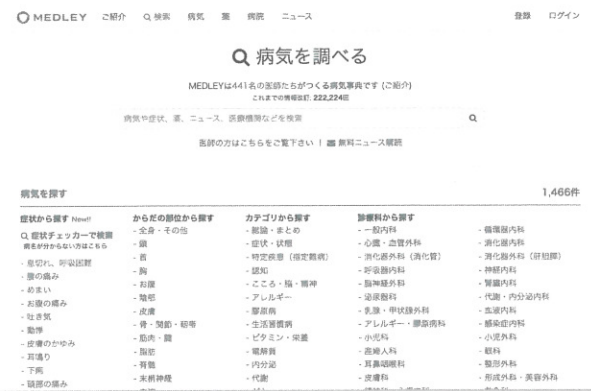 MEDLEY ご紹介 検索 病気 薬 病院 ニュース 登録 ログイン
病気を調べる
MEDLEYは441名の医師たちがつくる病気事典です (ご紹介)
これまでの情報改訂, 222,224回
病気や症状、薬、ニュース、医療機関などを検索
医師の方はこちらをご覧下さい | 無料ニュース購読
病気を探す 1,466件
症状から探す New!!
症状チェッカーで検索
病名が分からない方はこちら
- 息切れ、呼吸困難
- 腰の痛み
- めまい
- お腹の痛み
- 吐き気
- 動悸
- 皮膚のかゆみ
- 耳鳴り
- 下痢
- 頭部の痛み
からだの部位から探す
- 全身・その他
- 頭
- 首
- 胸
- お腹
- 陰部
- 皮膚
- 骨・関節・靭帯
- 筋肉・腱
- 脂肪
- 脊髄
- 末梢神経
カテゴリから探す
- 総論・まとめ
- 症状・状態
- 特定疾患（指定難病）
- 認知
- こころ・脳・精神
- アレルギー
- 膠原病
- 生活習慣病
- ビタミン・栄養
- 電解質
- 内分泌
- 代謝
診療科から探す
- 一般内科
- 心臓・血管外科
- 消化器外科（消化管）
- 呼吸器内科
- 脳神経外科
- 泌尿器科
- 乳腺・甲状腺外科
- アレルギー・膠原病科
- 小児科
- 産婦人科
- 耳鼻咽喉科
- 皮膚科
- 循環器内科
- 消化器内科
- 消化器外科（肝胆膵）
- 神経内科
- 腎臓内科
- 代謝・内分泌内科
- 血液内科
- 感染症内科
- 小児外科
- 眼科
- 整形外科
- 形成外科・美容外科